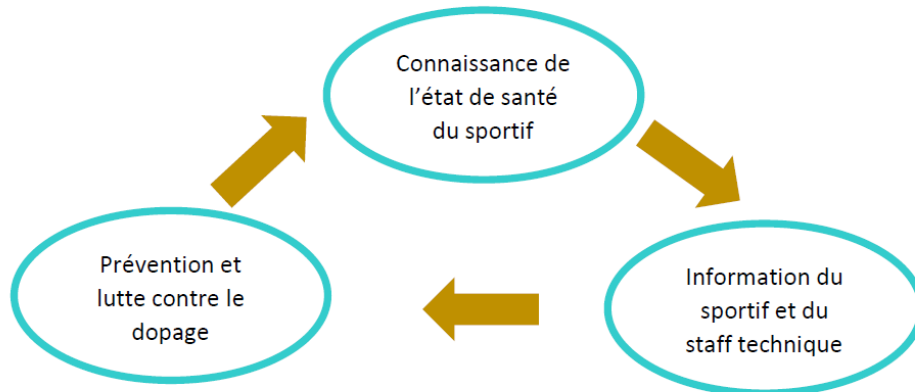 Connaissance de
l’état de santé
du sportif
Prévention et
lutte contre le
dopage
Information du
sportif et du
staff technique